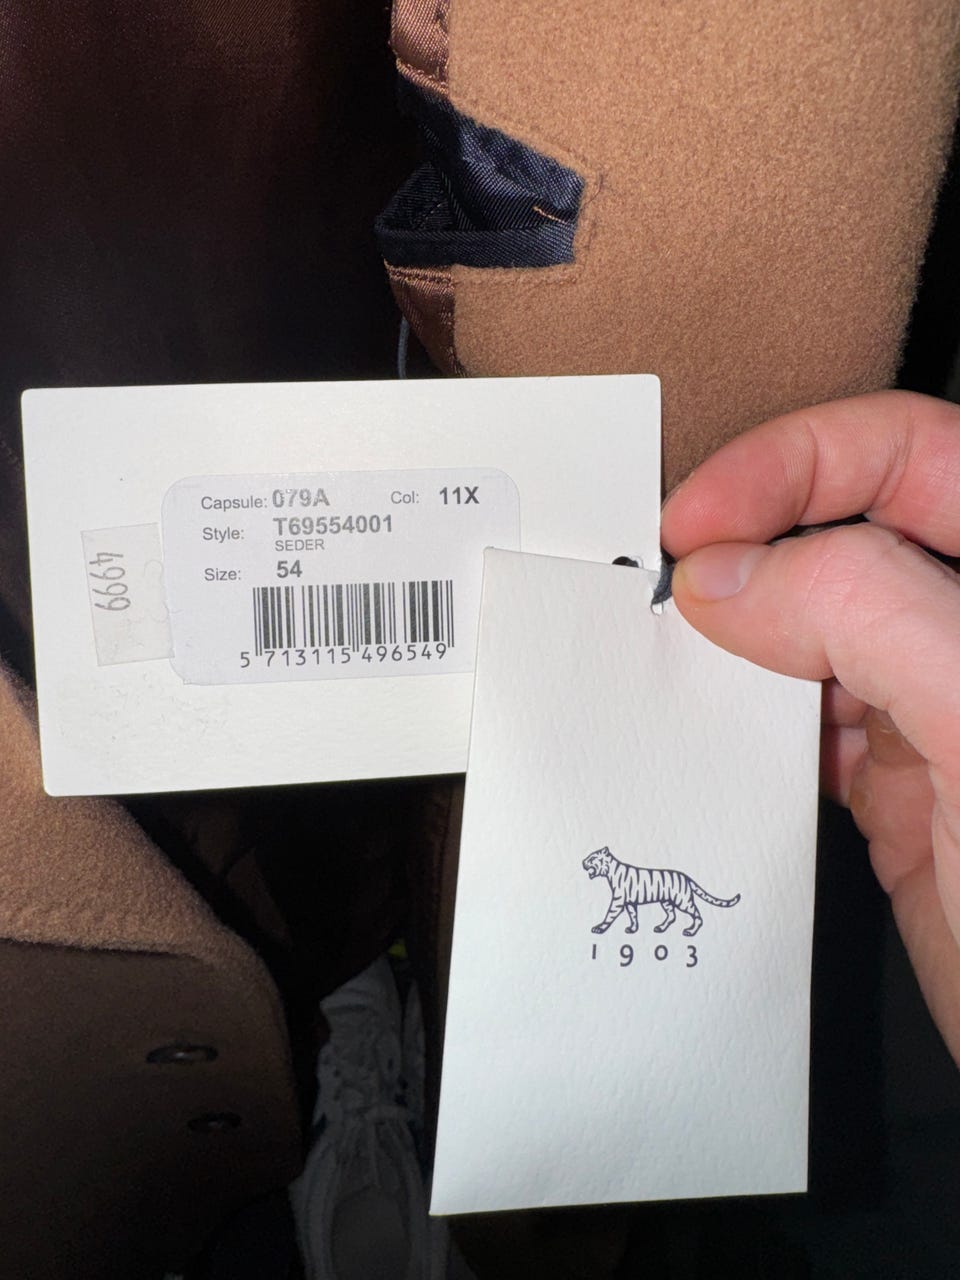 Capsule: 079A Col: 11X
Style: T69554001
SEDER
Size: 54
5 713115 496549
4999
1903